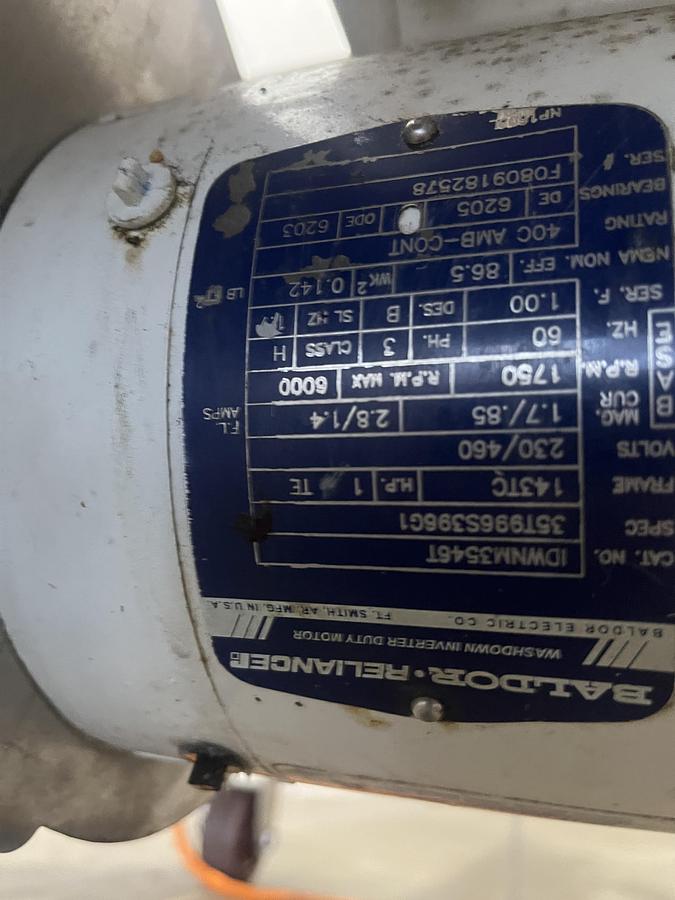 BALDOR • RELIANCE
WASHDOWN INVERTER DUTY MOTOR
BALDOR ELECTRIC CO. FT. SMITH, AR. MFG. IN U.S.A.
CAT. NO. IDWNM3546T
SPEC 35T996S396G1
FRAME 143TC H.P. 1 TE
VOLTS 230/460
MAG. CUR 1.7/.85 2.8/1.4 F.L. AMPS
R.P.M. 1750 R.P.M. MAX 6000
HZ. 60 PH. 3 CLASS H
SER. F. 1.00 DES. B SL HZ
NEMA NOM. EFF. 86.5 WK2 0.142 LB FT2
RATING 40C AMB-CONT
BEARINGS DE 6205 ODE 6203
SER. # F0809182578
BASE